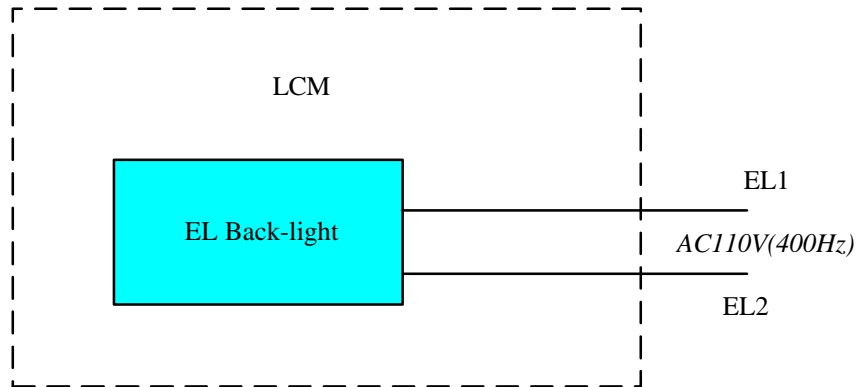 LCM
EL1
EL Back-light
AC110V(400Hz)
EL2